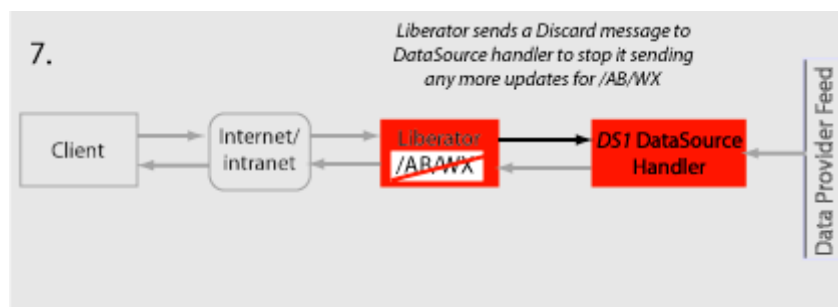 7.
Liberator sends a Discard message to
DataSource handler to stop it sending
any more updates for /AB/WX
Client
Internet/
intranet
Liberator
/AB/WX
DS1 DataSource
Handler
Data Provider Feed